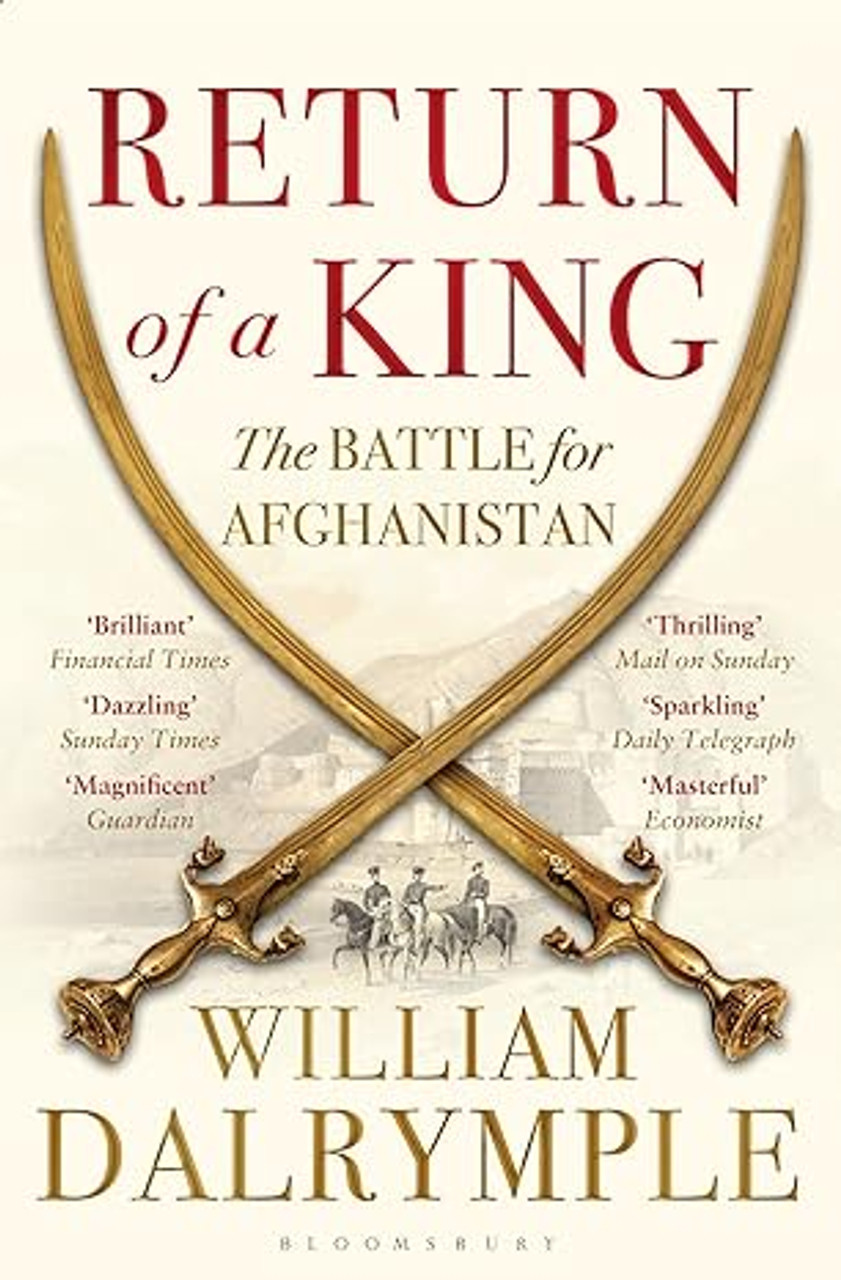 RETURN
of a KING
The BATTLE for
AFGHANISTAN
‘Brilliant’
Financial Times
‘Dazzling’
Sunday Times
‘Magnificent’
Guardian
‘Thrilling’
Mail on Sunday
‘Sparkling’
Daily Telegraph
‘Masterful’
Economist
WILLIAM
DALRYMPLE
BLOOMSBURY